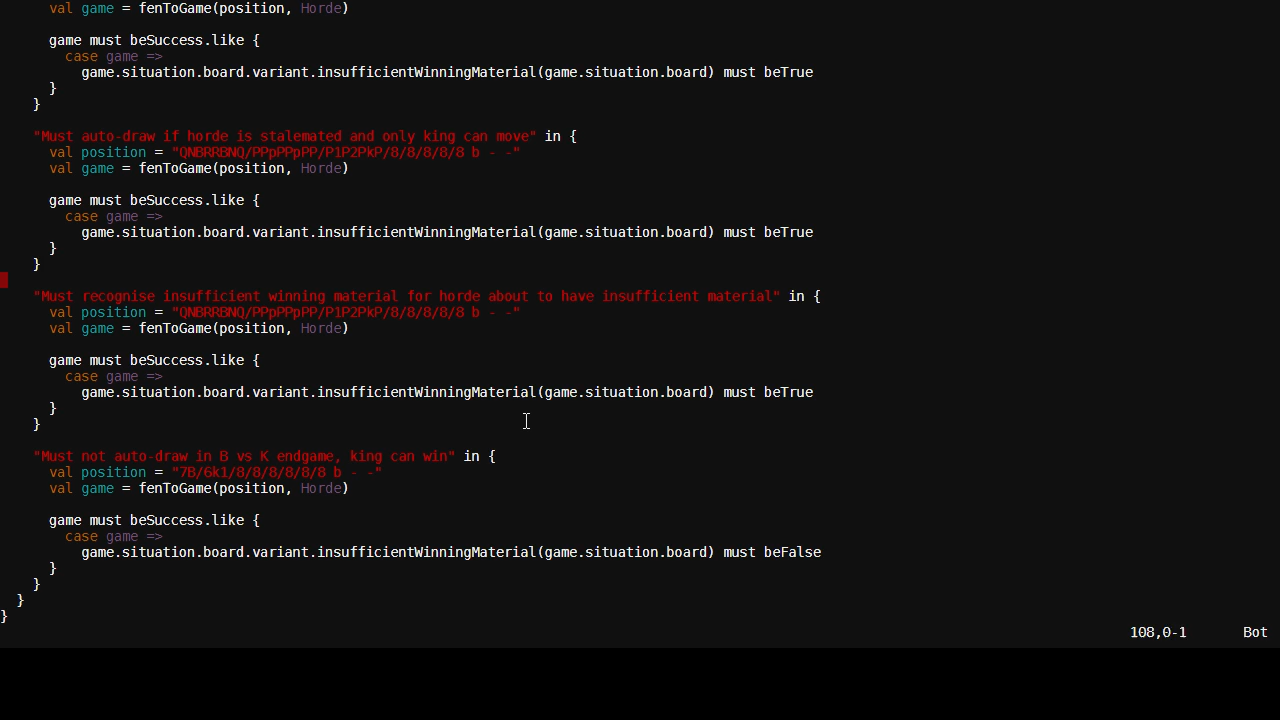 val game = fenToGame(position, Horde)
game must beSuccess.like {
case game =>
game.situation.board.variant.insufficientWinningMaterial(game.situation.board) must beTrue
}
}
"Must auto-draw if horde is stalemated and only king can move" in {
val position = "QNBRRBNQ/PPpPPpPP/P1P2PkP/8/8/8/8/8 b - -"
val game = fenToGame(position, Horde)
game must beSuccess.like {
case game =>
game.situation.board.variant.insufficientWinningMaterial(game.situation.board) must beTrue
}
}
"Must recognise insufficient winning material for horde about to have insufficient material" in {
val position = "QNBRRBNQ/PPpPPpPP/P1P2PkP/8/8/8/8/8 b - -"
val game = fenToGame(position, Horde)
game must beSuccess.like {
case game =>
game.situation.board.variant.insufficientWinningMaterial(game.situation.board) must beTrue
}
}
"Must not auto-draw in B vs K endgame, king can win" in {
val position = "7B/6k1/8/8/8/8/8/8 b - -"
val game = fenToGame(position, Horde)
game must beSuccess.like {
case game =>
game.situation.board.variant.insufficientWinningMaterial(game.situation.board) must beFalse
}
}
}
}
108,0-1 Bot